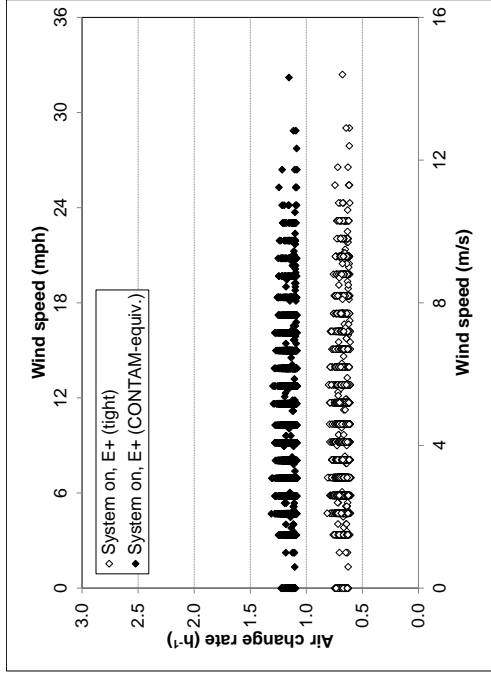 Wind speed (mph)
0 6 12 18 24 30 36
3.0
2.5
2.0
1.5
1.0
0.5
0.0
Air change rate (h⁻¹)
System on, E+ (tight)
System on, E+ (CONTAM-equiv.)
0 4 8 12 16
Wind speed (m/s)